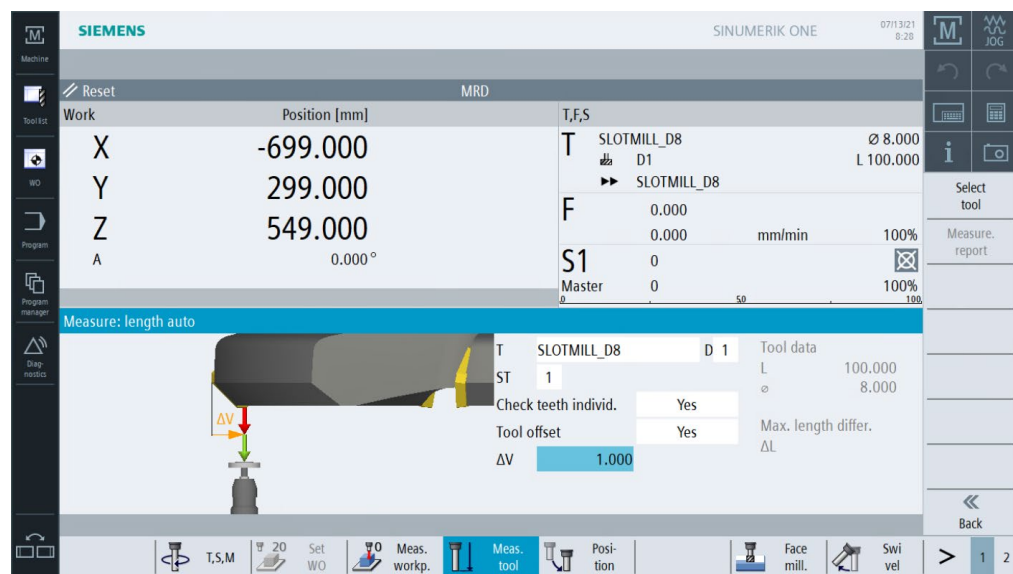 SIEMENS
SINUMERIK ONE
07/13/21
8:28
M
Machine
Tool list
WO
Program
Program
manager
Diag-
nostics
M
JOG
Reset
MRD
Work Position [mm]
X -699.000
Y 299.000
Z 549.000
A 0.000°
T,F,S
T SLOTMILL_D8 Ø 8.000
D1 L 100.000
SLOTMILL_D8
F 0.000
0.000 mm/min 100%
S1 0
Master 0 100%
0 50 100
Measure: length auto
ΔV
T SLOTMILL_D8 D 1
ST 1
Check teeth individ. Yes
Tool offset Yes
ΔV 1.000
Tool data
L 100.000
⌀ 8.000
Max. length differ.
ΔL
i
Select
tool
Measure.
report
Back
T,S,M
20
Set
WO
0
Meas.
workp.
Meas.
tool
Posi-
tion
Face
mill.
Swi
vel
>
1 2